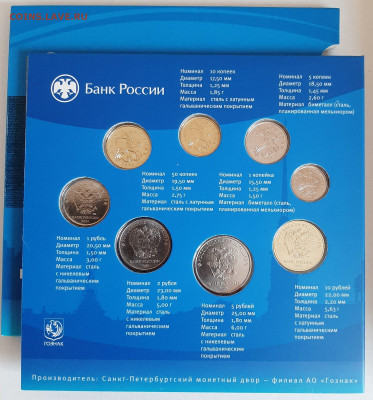 Банк России
Номинал 10 копеек
Диаметр 17,50 мм
Толщина 1,25 мм
Масса 1,85 г
Материал сталь с латунным
гальваническим покрытием
Номинал 5 копеек
Диаметр 18,50 мм
Толщина 1,45 мм
Масса 2,60 г
Материал биметалл (сталь,
плакированная мельхиором)
Номинал 50 копеек
Диаметр 19,50 мм
Толщина 1,50 мм
Масса 2,75 г
Материал сталь с латунным
гальваническим покрытием
Номинал 1 копейка
Диаметр 15,50 мм
Толщина 1,25 мм
Масса 1,50 г
Материал биметалл (сталь,
плакированная мельхиором)
Номинал 1 рубль
Диаметр 20,50 мм
Толщина 1,50 мм
Масса 3,00 г
Материал сталь
с никелевым
гальваническим
покрытием
Номинал 2 рубля
Диаметр 23,00 мм
Толщина 1,80 мм
Масса 5,00 г
Материал сталь
с никелевым
гальваническим
покрытием
Номинал 5 рублей
Диаметр 25,00 мм
Толщина 1,80 мм
Масса 6,00 г
Материал сталь
с никелевым
гальваническим
покрытием
Номинал 10 рублей
Диаметр 22,00 мм
Толщина 2,20 мм
Масса 5,63 г
Материал сталь
с латунным
гальваническим
покрытием
ГОЗНАК
Производитель: Санкт-Петербургский монетный двор – филиал АО «Гознак»